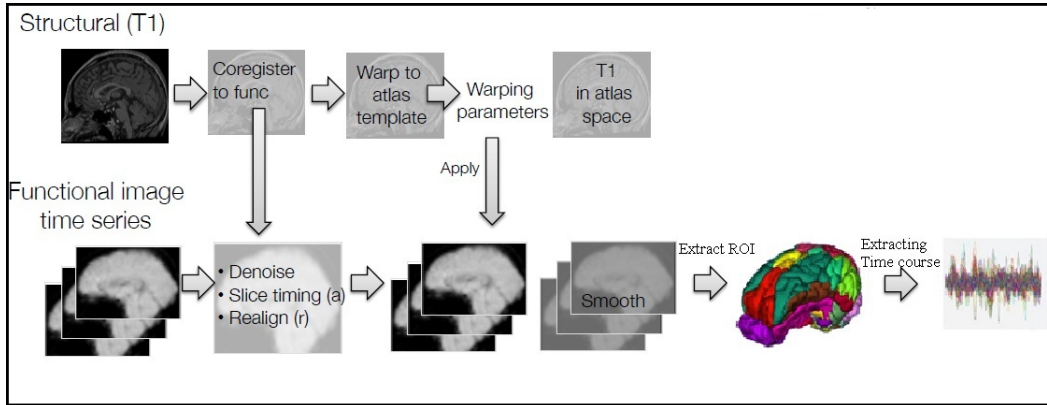 Structural (T1)
Coregister
to func
Warp to
atlas
template
Warping
parameters
T1
in atlas
space
Apply
Functional image
time series
• Denoise
• Slice timing (a)
• Realign (r)
Smooth
Extract ROI
Extracting
Time course